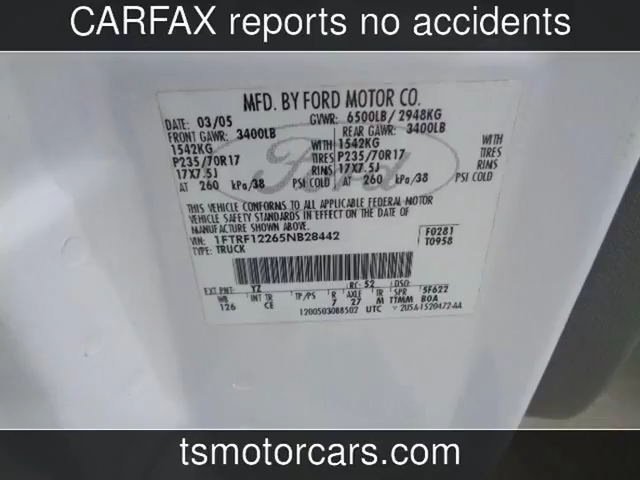 CARFAX reports no accidents
MFD. BY FORD MOTOR CO.
DATE: 03/05 GVWR: 6500LB/ 2948KG
FRONT GAWR: 3400LB REAR GAWR: 3400LB
1542KG WITH 1542KG WITH
P235/70R17 TIRES P235/70R17 TIRES
17X7.5J RIMS 17X7.5J RIMS
AT 260 kPa/38 PSI COLD AT 260 kPa/38 PSI COLD
Ford
THIS VEHICLE CONFORMS TO ALL APPLICABLE FEDERAL MOTOR
VEHICLE SAFETY STANDARDS IN EFFECT ON THE DATE OF
MANUFACTURE SHOWN ABOVE.
VIN: 1FTRF12265NB28442 F0281
TYPE: TRUCK T0958
EXT PNT: YZ RC: 52 DSO:
WB INT TR TP/PS R AXLE TR SPR 5F622
126 CE 7 27 M TTMM BOA
1200503088502 UTC
tsmotorcars.com